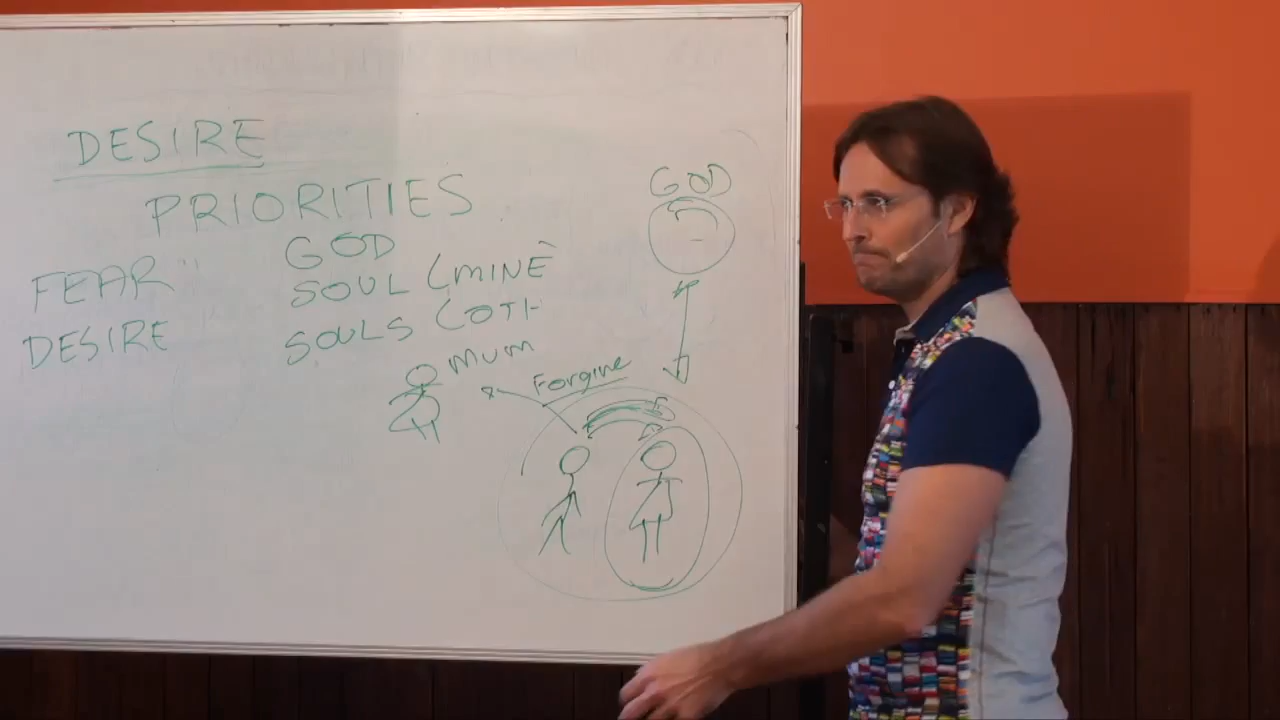 DESIRE
PRIORITIES
GOD
GOD
FEAR
SOUL (MINE
DESIRE
SOULS (OTH
MUM
Forgive